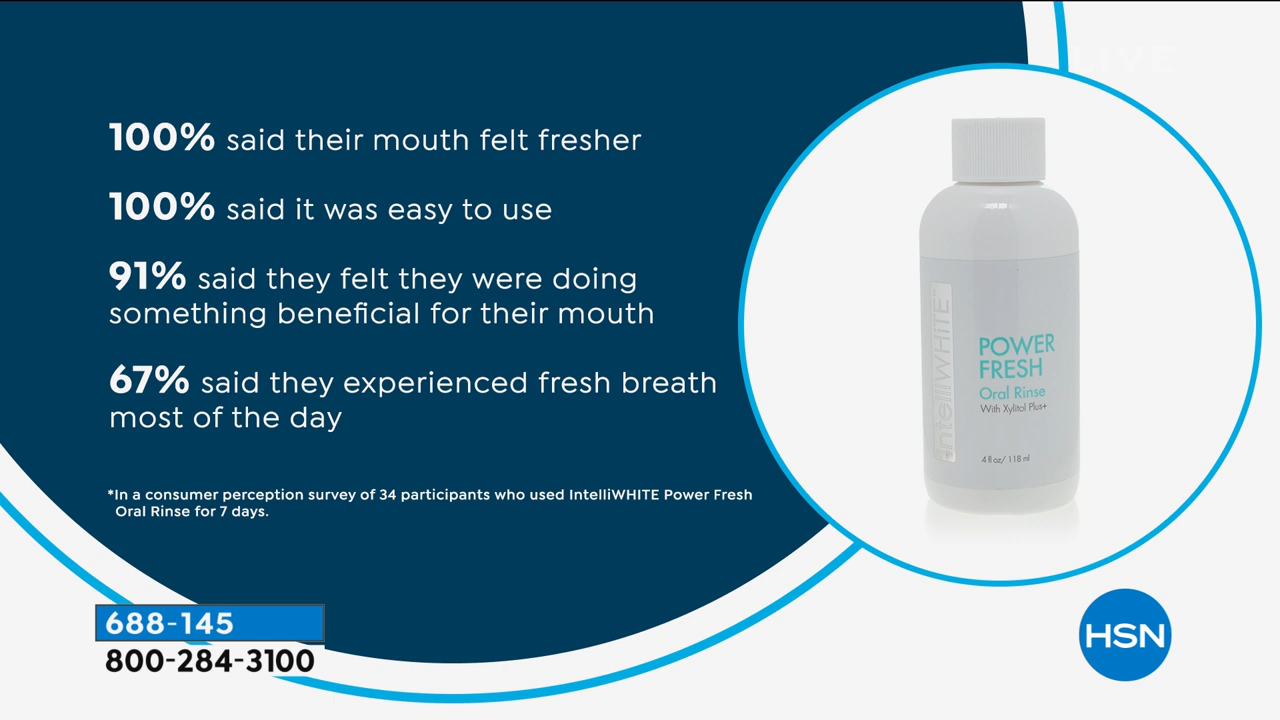 LIVE
100% said their mouth felt fresher
100% said it was easy to use
91% said they felt they were doing
something beneficial for their mouth
67% said they experienced fresh breath
most of the day
*In a consumer perception survey of 34 participants who used IntelliWHITE Power Fresh
Oral Rinse for 7 days.
intelliWHiTE™
POWER
FRESH
Oral Rinse
With Xylitol Plus+
4 fl oz/ 118 ml
688-145
800-284-3100
HSN